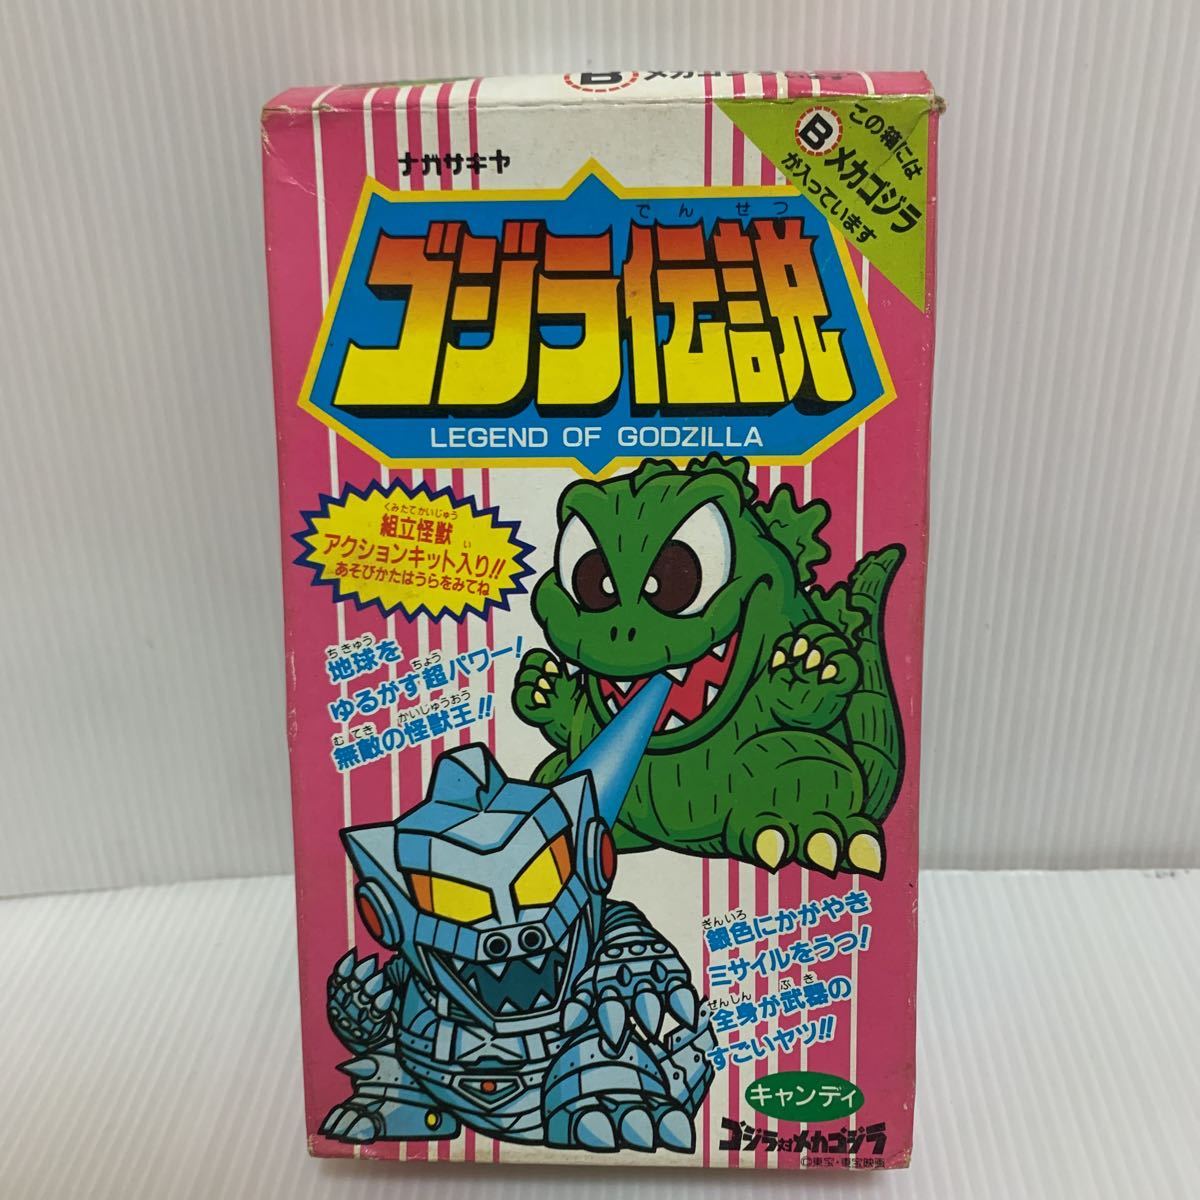 B
この箱には
B メカゴジラ
が入っています
ナガサキヤ
でんせつ
ゴジラ伝説
LEGEND OF GODZILLA
くみたてかいじゅう
組立怪獣
い
アクションキット入り!!
あそびかたはうらをみてね
ちきゅう
地球を
ちょう
ゆるがす超パワー!
むてき かいじゅうおう
無敵の怪獣王!!
ぎんいろ
銀色にかがやき
ミサイルをうつ!
ぜんしん ぶき
全身が武器の
すごいヤツ!!
キャンディ
ゴジラ対メカゴジラ
©東宝・東宝映画